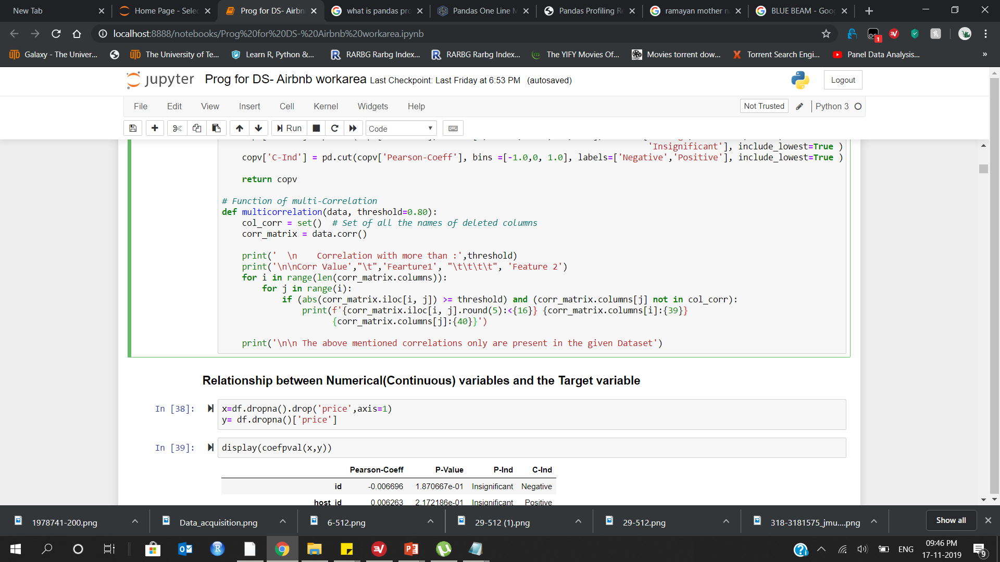 New Tab
Home Page - Selec
Prog for DS- Airbn
what is pandas pro
Pandas One Line M
Pandas Profiling Re
ramayan mother n
BLUE BEAM - Goog
localhost:8888/notebooks/Prog%20for%20DS-%20Airbnb%20workarea.ipynb
1
Galaxy - The Univer...
The University of Te...
Learn R, Python &...
RARBG Rarbg Index...
RARBG Rarbg Index...
The YIFY Movies Of...
Movies torrent dow...
Torrent Search Engi...
Panel Data Analysis...
»
jupyter Prog for DS- Airbnb workarea Last Checkpoint: Last Friday at 6:53 PM (autosaved)
Logout
File Edit View Insert Cell Kernel Widgets Help
Not Trusted
Python 3
Run
Code
'Insignificant'], include_lowest=True )
copv['C-Ind'] = pd.cut(copv['Pearson-Coeff'], bins =[-1.0,0, 1.0], labels=['Negative','Positive'], include_lowest=True )
return copv
# Function of multi-Correlation
def multicorrelation(data, threshold=0.80):
col_corr = set()  # Set of all the names of deleted columns
corr_matrix = data.corr()
print('  \n    Correlation with more than :',threshold)
print('\n\nCorr Value',"\t",'Fearture1', "\t\t\t\t", 'Feature 2')
for i in range(len(corr_matrix.columns)):
for j in range(i):
if (abs(corr_matrix.iloc[i, j]) >= threshold) and (corr_matrix.columns[j] not in col_corr):
print(f'{corr_matrix.iloc[i, j].round(5):<{16}} {corr_matrix.columns[i]:{39}}
{corr_matrix.columns[j]:{40}}')
print('\n\n The above mentioned correlations only are present in the given Dataset')
Relationship between Numerical(Continuous) variables and the Target variable
In [38]:
x=df.dropna().drop('price',axis=1)
y= df.dropna()['price']
In [39]:
display(coefpval(x,y))
Pearson-Coeff P-Value P-Ind C-Ind
id -0.006696 1.870667e-01 Insignificant Negative
host_id 0.006263 2.172186e-01 Insignificant Positive
1978741-200.png
Data_acquisition.png
6-512.png
29-512 (1).png
29-512.png
318-3181575_jmu....png
Show all
ENG
09:46 PM
17-11-2019
9